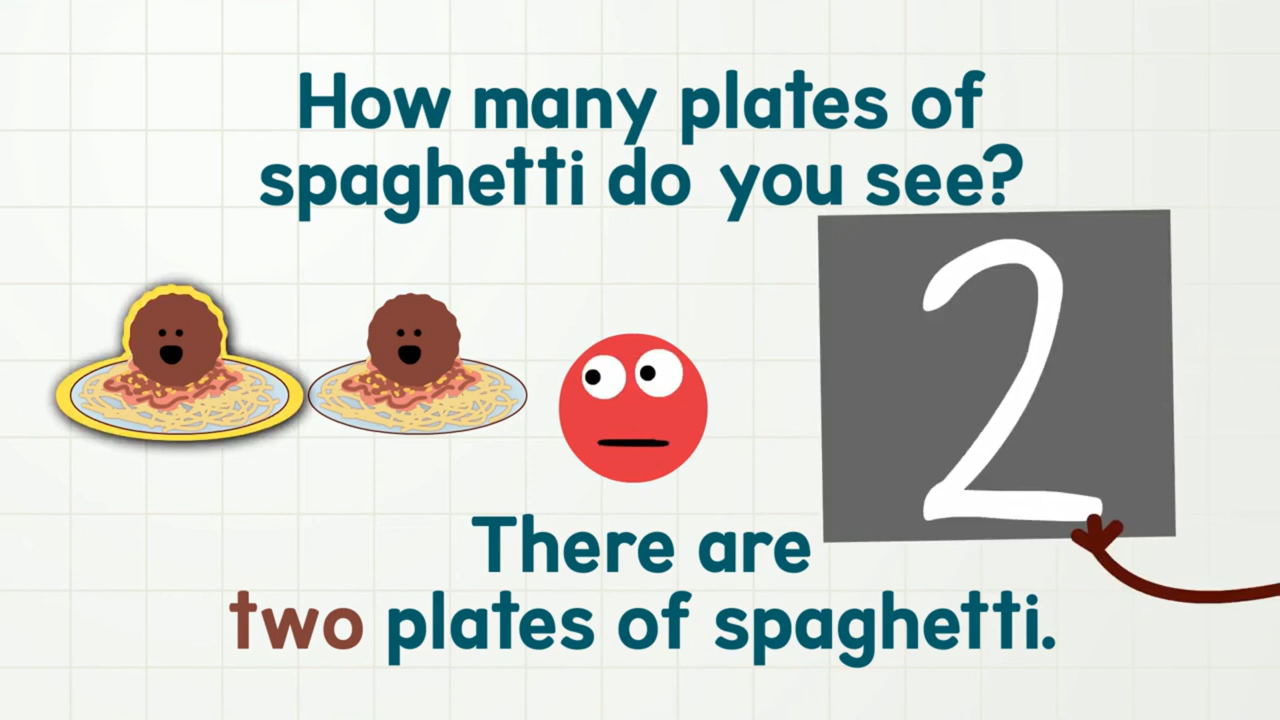 How many plates of
spaghetti do you see?
2
There are
two plates of spaghetti.